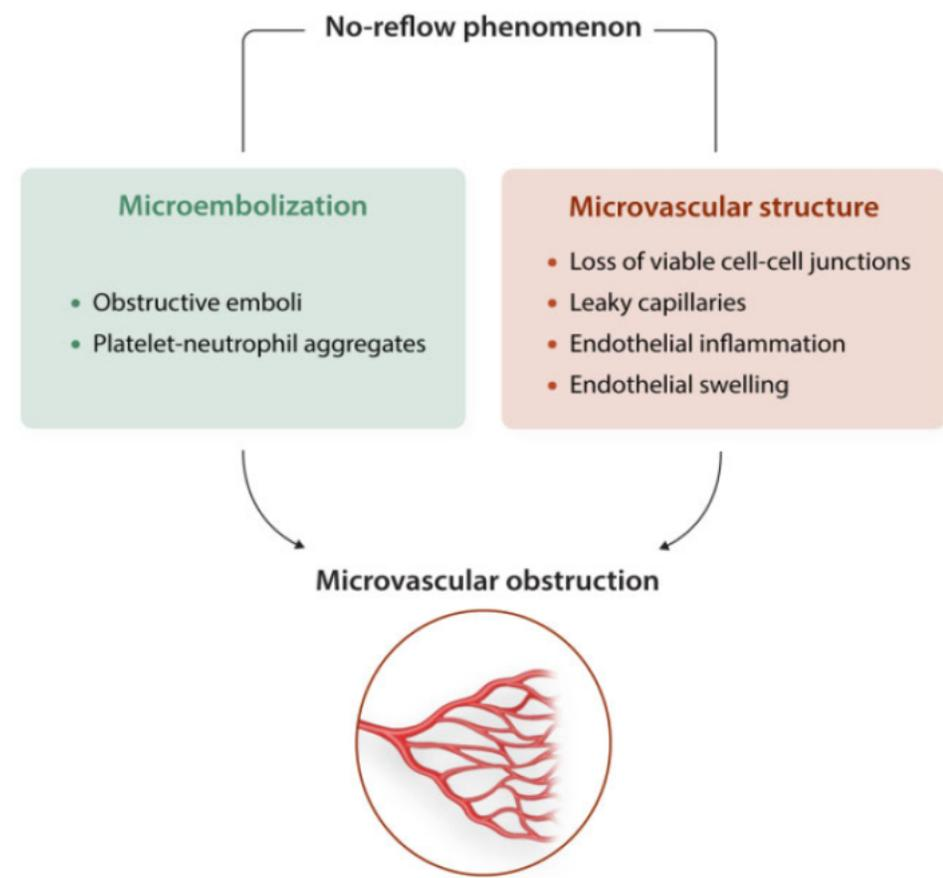 No-reflow phenomenon
Microembolization
• Obstructive emboli
• Platelet-neutrophil aggregates
Microvascular structure
• Loss of viable cell-cell junctions
• Leaky capillaries
• Endothelial inflammation
• Endothelial swelling
Microvascular obstruction